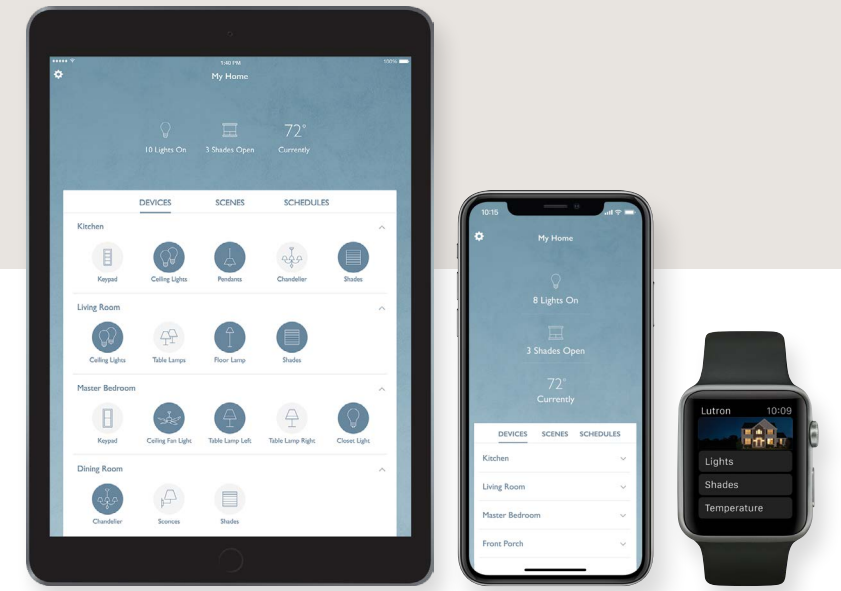 1:40 PM
100%
My Home
10 Lights On
3 Shades Open
72°
Currently
DEVICES
SCENES
SCHEDULES
Kitchen
Keypad
Ceiling Lights
Pendants
Chandelier
Shades
Living Room
Ceiling Lights
Table Lamps
Floor Lamp
Shades
Master Bedroom
Keypad
Ceiling Fan Light
Table Lamp Left
Table Lamp Right
Closet Light
Dining Room
Chandelier
Sconces
Shades
10:15
My Home
8 Lights On
3 Shades Open
72°
Currently
DEVICES
SCENES
SCHEDULES
Kitchen
Living Room
Master Bedroom
Front Porch
Lutron
10:09
Lights
Shades
Temperature